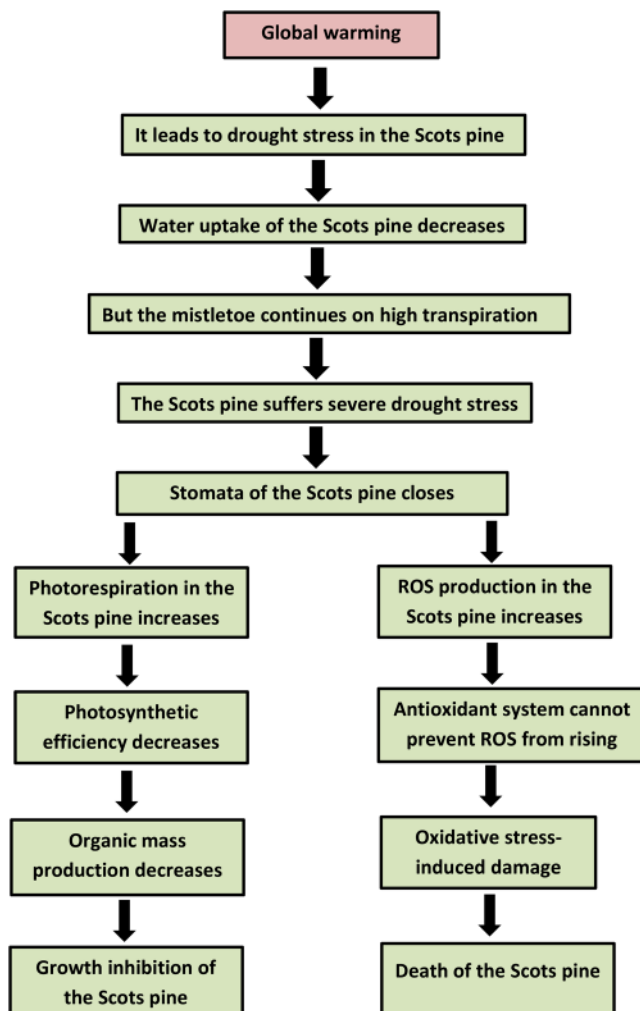 Global warming
It leads to drought stress in the Scots pine
Water uptake of the Scots pine decreases
But the mistletoe continues on high transpiration
The Scots pine suffers severe drought stress
Stomata of the Scots pine closes
Photorespiration in the
Scots pine increases
Photosynthetic
efficiency decreases
Organic mass
production decreases
Growth inhibition of
the Scots pine
ROS production in the
Scots pine increases
Antioxidant system cannot
prevent ROS from rising
Oxidative stress-
induced damage
Death of the Scots pine